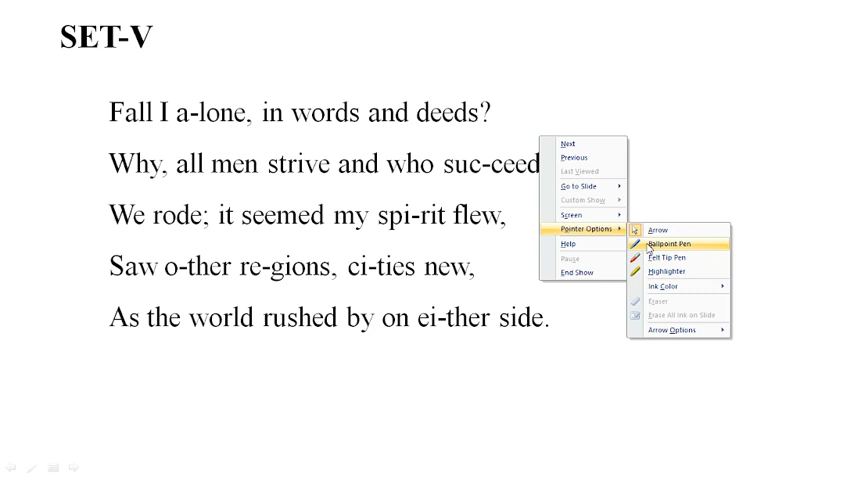 SET-V
Fall I a-lone, in words and deeds?
Why, all men strive and who suc-ceed
We rode; it seemed my spi-rit flew,
Saw o-ther re-gions, ci-ties new,
As the world rushed by on ei-ther side.
Next
Previous
Last Viewed
Go to Slide
Custom Show
Screen
Pointer Options
Help
Pause
End Show
Arrow
Ballpoint Pen
Felt Tip Pen
Highlighter
Ink Color
Eraser
Erase All Ink on Slide
Arrow Options